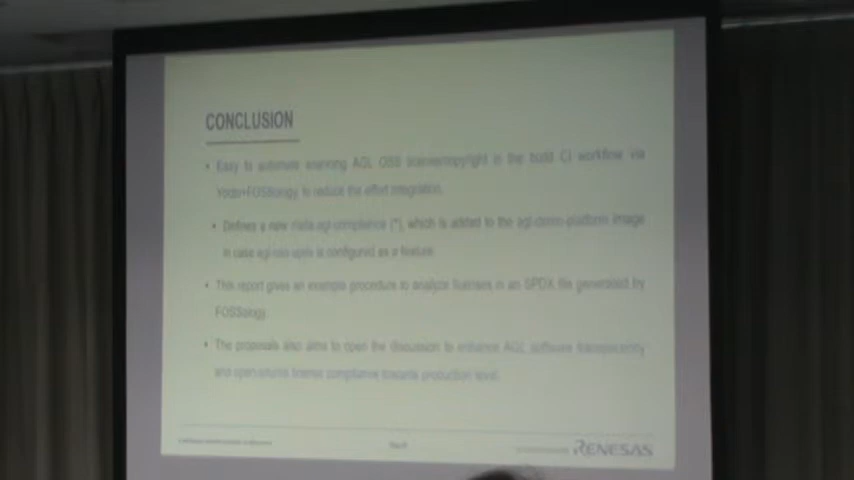 CONCLUSION
• Easy to automate scanning AGL OSS license/copyright in the build CI workflow via
Yocto+FOSSology, to reduce the effort integration.
• Defines a new meta-agl-compliance (*), which is added to the agl-demo-platform image
in case is configured as a feature.
• This report gives an example procedure to analyze licenses in an SPDX file generated by
FOSSology.
• The proposals also aims to open the discussion to enhance AGL software transparency
and open-source license compliance towards production level.
RENESAS